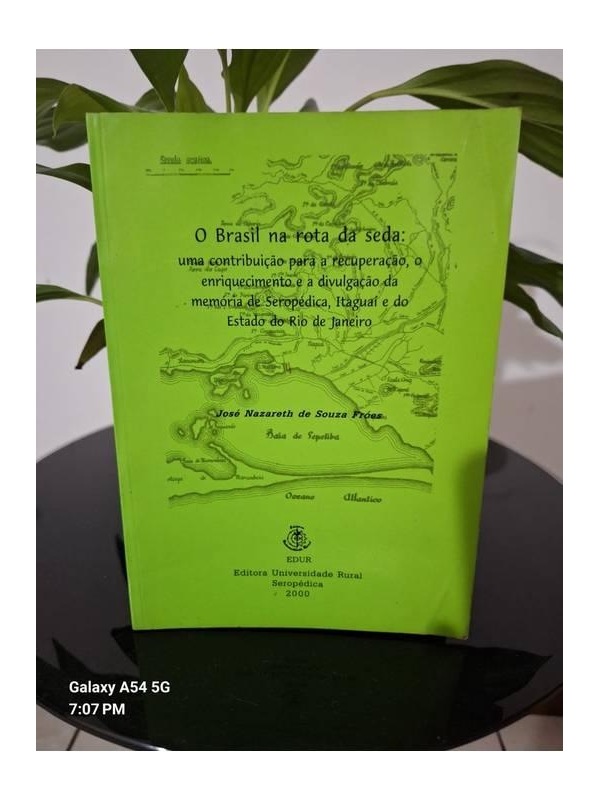 O Brasil na rota da seda:
uma contribuição para a recuperação, o
enriquecimento e a divulgação da
memória de Seropédica, Itaguaí e do
Estado do Rio de Janeiro
José Nazareth de Souza Fróes
Baía de Sepetiba
Oceano Atlantico
EDUR
Editora Universidade Rural
Seropédica
2000
Galaxy A54 5G
7:07 PM